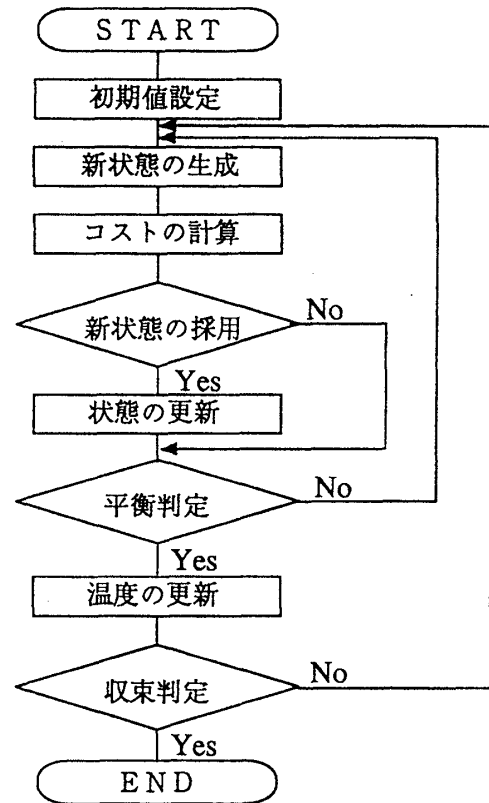 START
初期値設定
新状態の生成
コストの計算
新状態の採用
No
Yes
状態の更新
平衡判定
No
Yes
温度の更新
収束判定
No
Yes
END